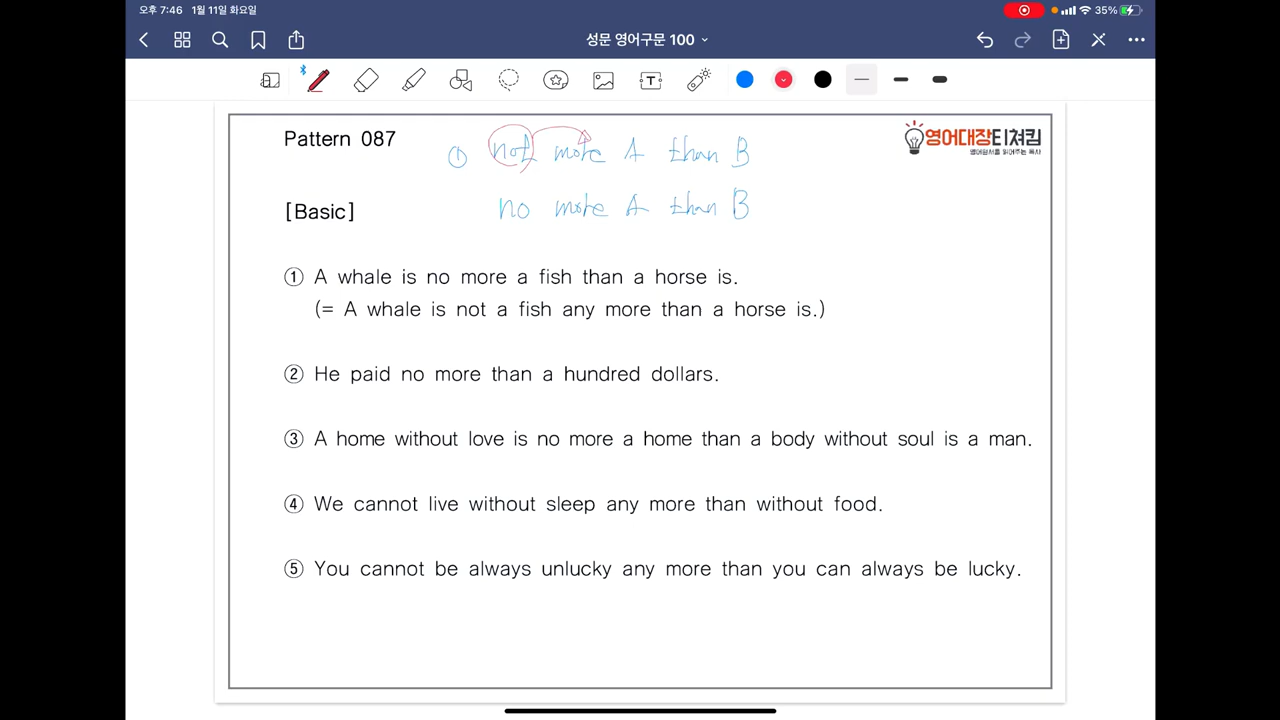 오후 7:46 1월 11일 화요일
35%
성문 영어구문 100
Pattern 087
① not more A than B
영어대장티쳐킴
no more A than B
[Basic]
① A whale is no more a fish than a horse is.
(= A whale is not a fish any more than a horse is.)
② He paid no more than a hundred dollars.
③ A home without love is no more a home than a body without soul is a man.
④ We cannot live without sleep any more than without food.
⑤ You cannot be always unlucky any more than you can always be lucky.